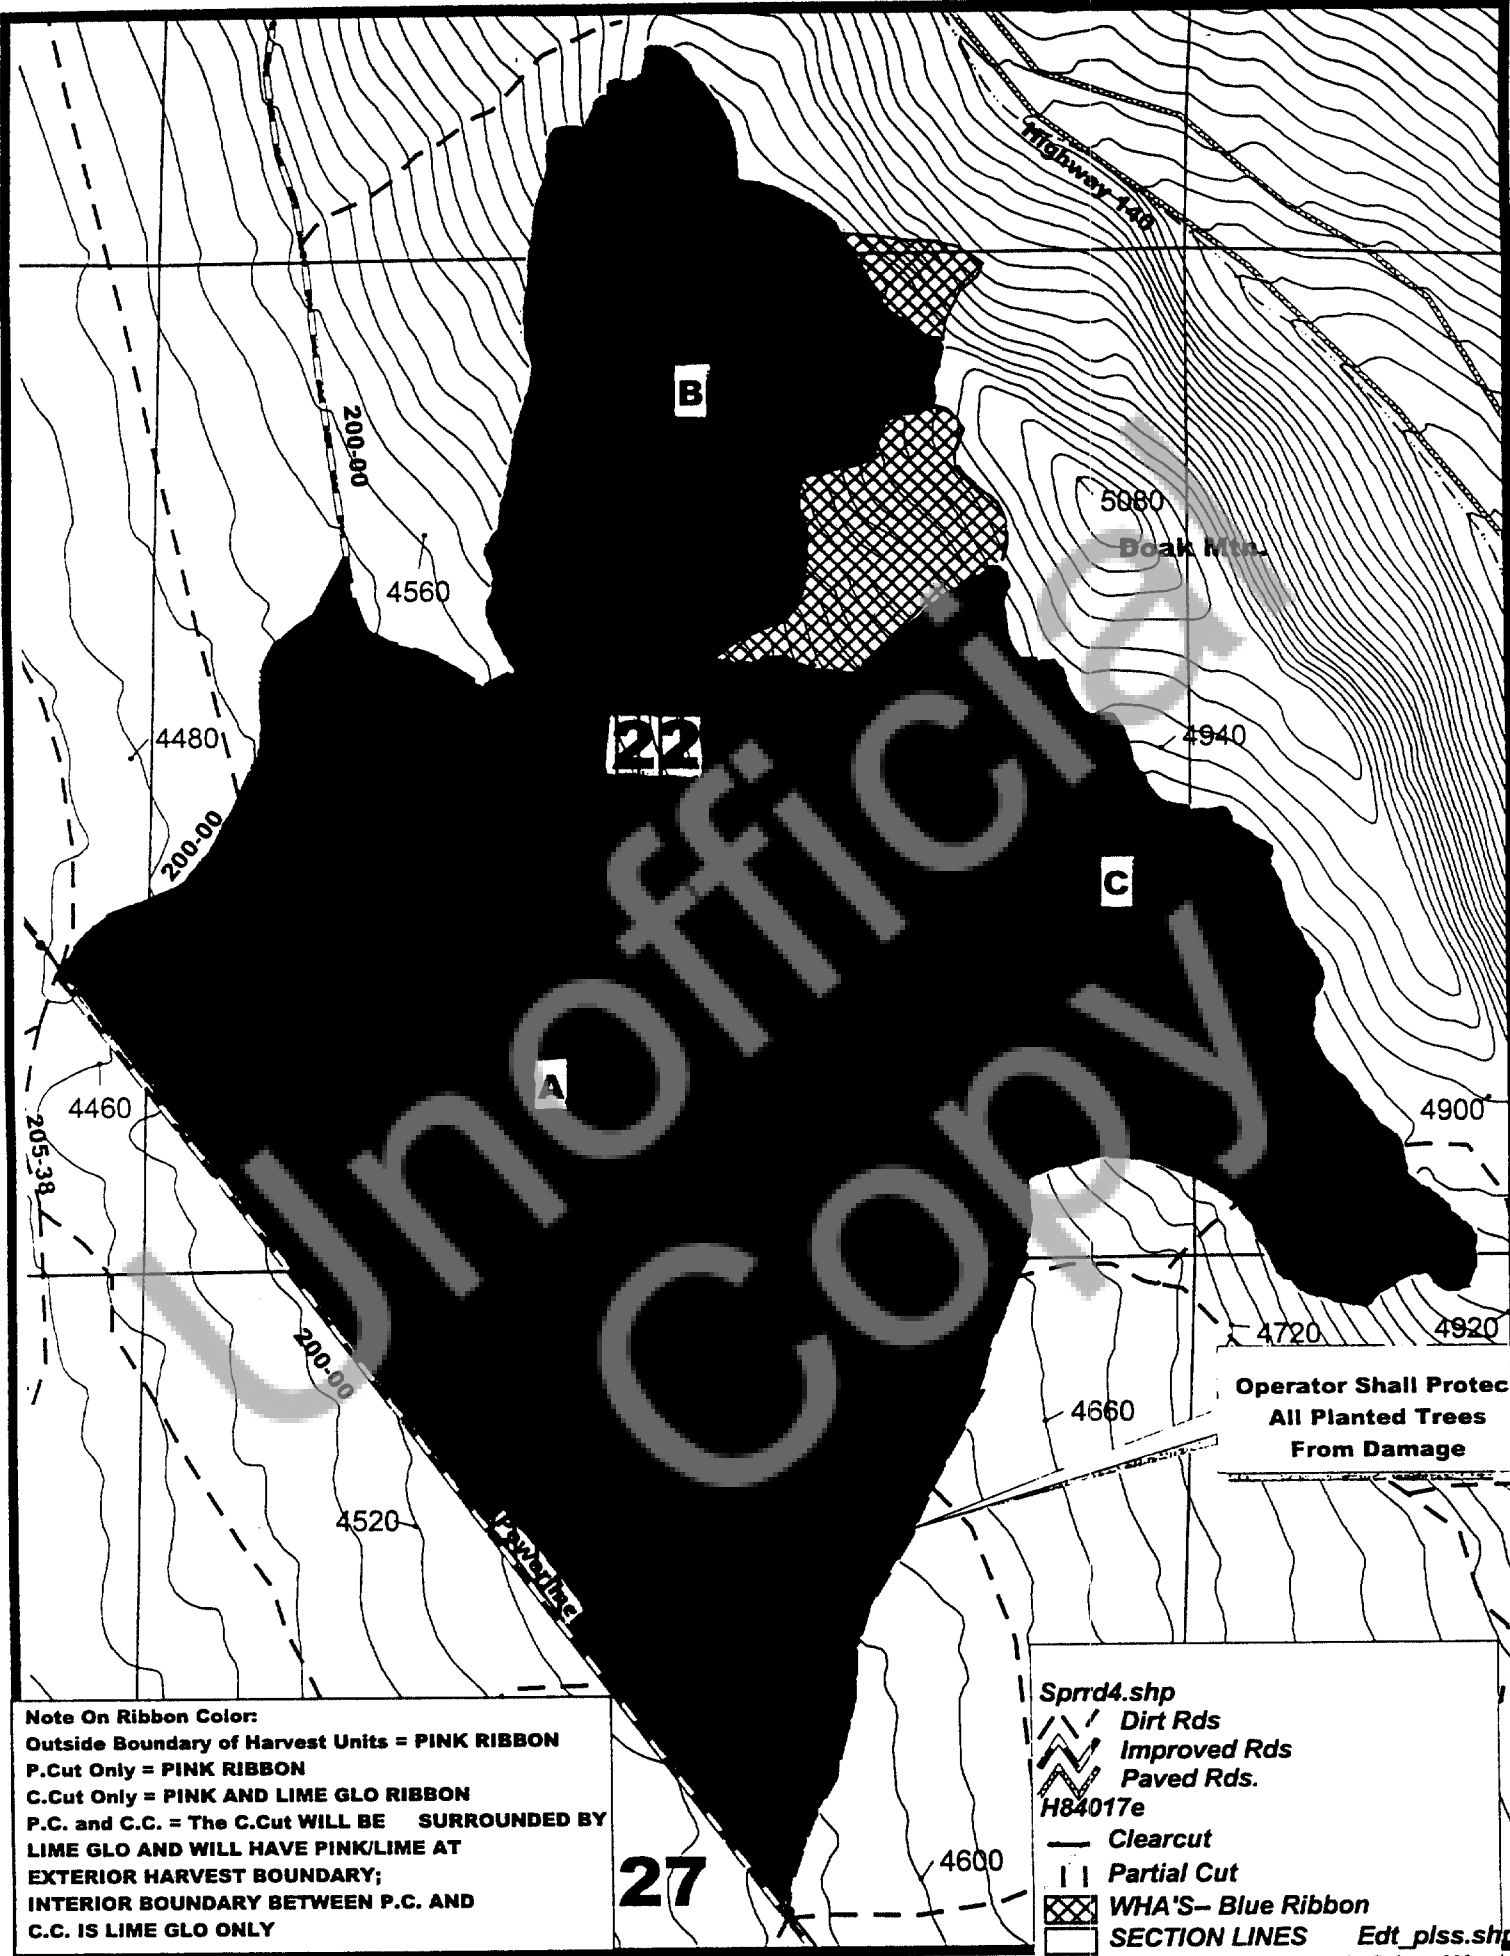 Highway 140
B
200-00
5080
Doak Mtn.
4560
22
4480
4940
200-00
C
A
4460
4900
205-38
Unofficial
Copy
4720
4920
200-00
Operator Shall Protec
All Planted Trees
From Damage
4660
4520
Powerline
Note On Ribbon Color:
Outside Boundary of Harvest Units = PINK RIBBON
P.Cut Only = PINK RIBBON
C.Cut Only = PINK AND LIME GLO RIBBON
P.C. and C.C. = The C.Cut WILL BE SURROUNDED BY
LIME GLO AND WILL HAVE PINK/LIME AT
EXTERIOR HARVEST BOUNDARY;
INTERIOR BOUNDARY BETWEEN P.C. AND
C.C. IS LIME GLO ONLY
27
4600
Sprrd4.shp
Dirt Rds
Improved Rds
Paved Rds.
H84017e
Clearcut
Partial Cut
WHA'S– Blue Ribbon
SECTION LINES Edt_plss.sh